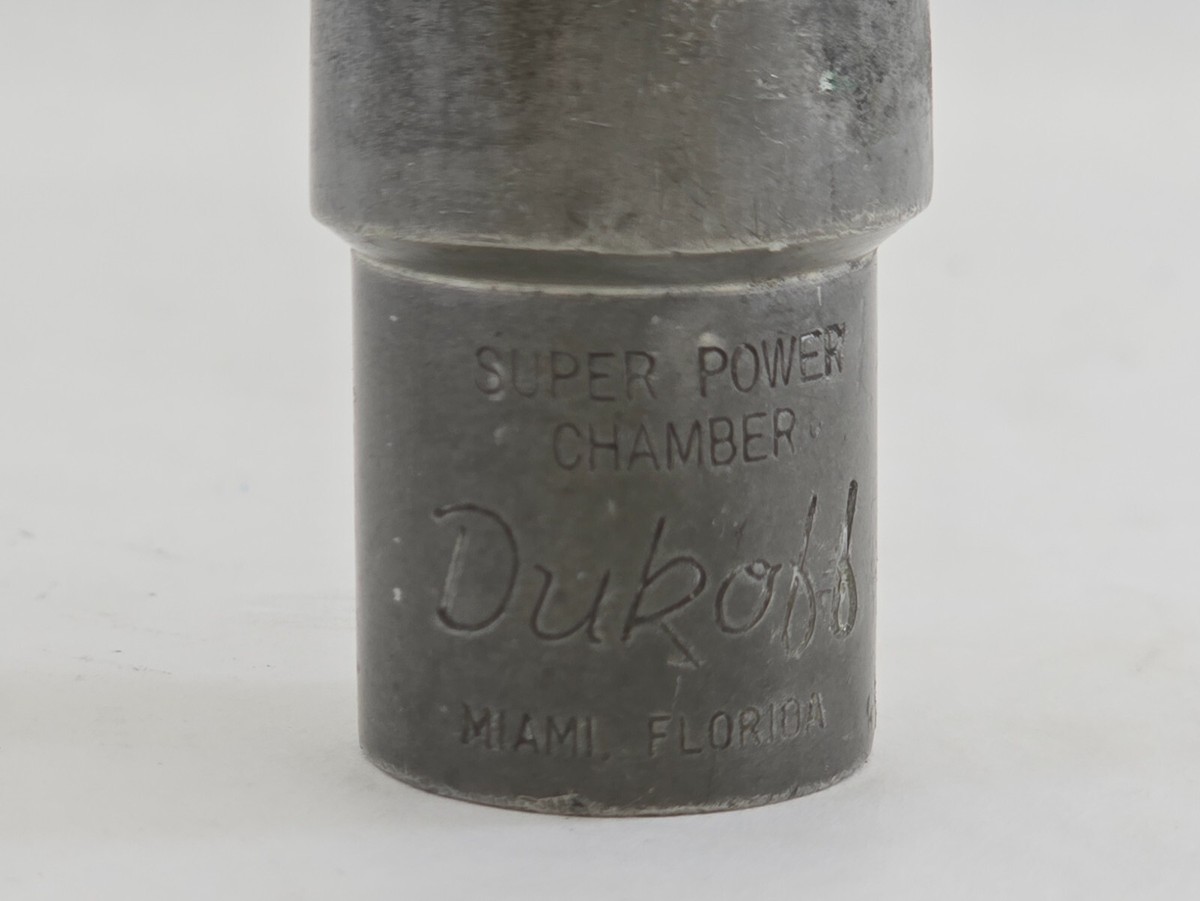 SUPER POWER
CHAMBER
Dukoff
MIAMI, FLORIDA